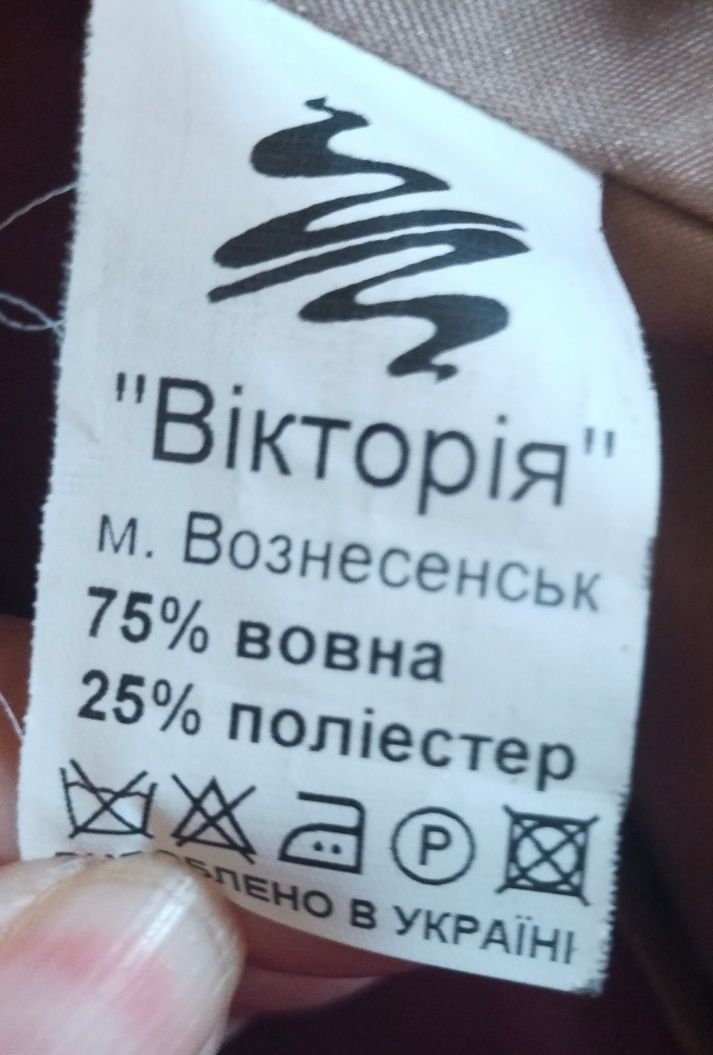 "Вікторія"
м. Вознесенськ
75% вовна
25% поліестер
P
В УКРАЇНІ